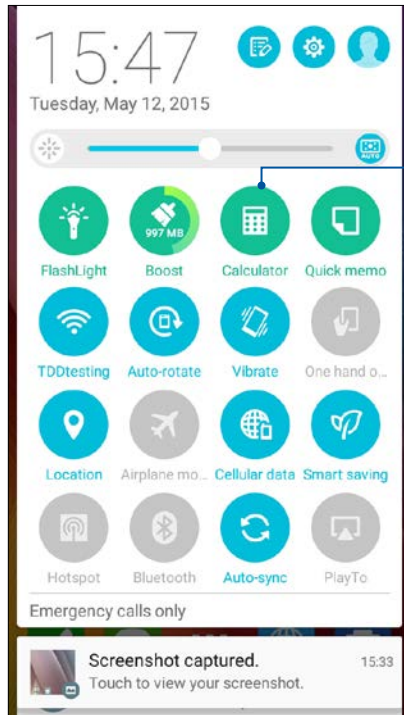 15:47
Tuesday, May 12, 2015
AUTO
997 MB
FlashLight Boost Calculator Quick memo
TDDtesting Auto-rotate Vibrate One hand o...
Location Airplane mo... Cellular data Smart saving
Hotspot Bluetooth Auto-sync PlayTo
Emergency calls only
Screenshot captured. 15:33
Touch to view your screenshot.